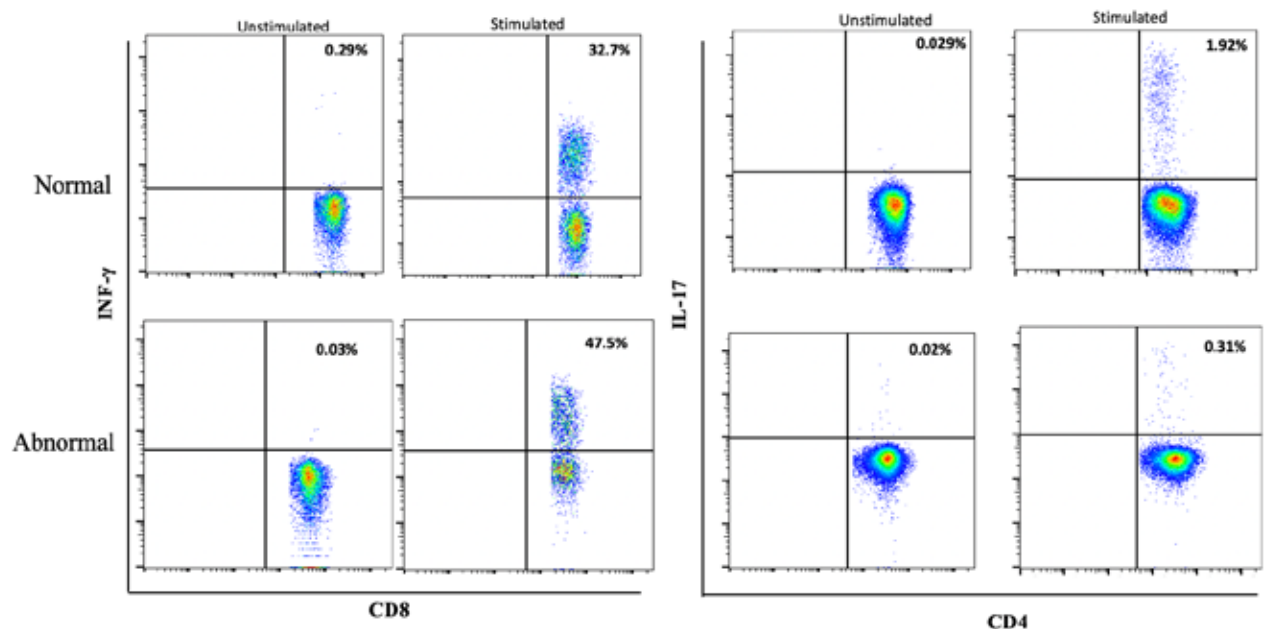 Unstimulated
Stimulated
Unstimulated
Stimulated
0.29%
32.7%
0.029%
1.92%
Normal
INF-γ
IL-17
0.03%
47.5%
0.02%
0.31%
Abnormal
CD8
CD4